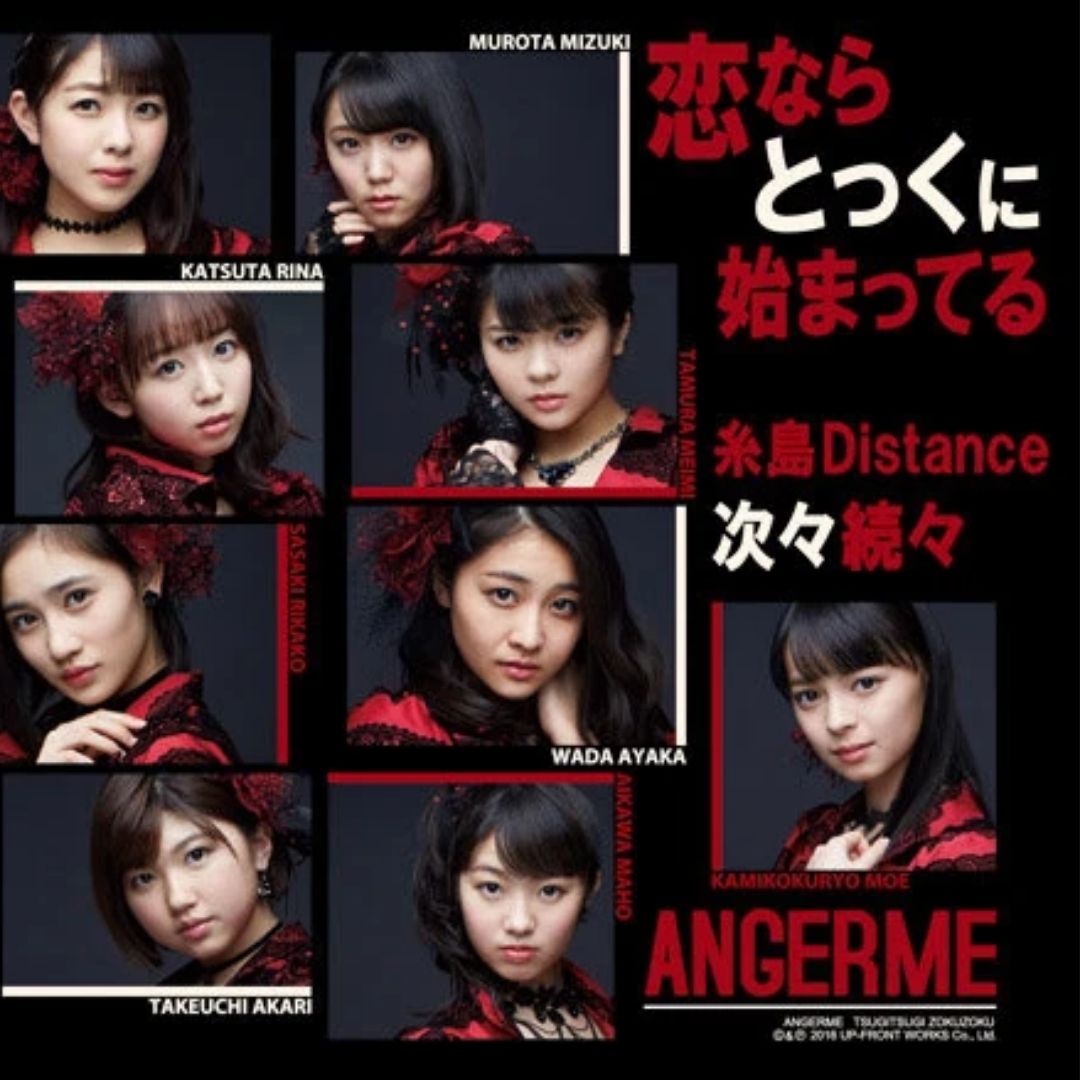 MUROTA MIZUKI
恋なら
とっくに
始まってる
KATSUTA RINA
TAMURA MEIMI
糸島Distance
次々続々
SASAKI RIKAKO
WADA AYAKA
KAMIKOKURYO MOE
AIKAWA MAHO
TAKEUCHI AKARI
ANGERME
ANGERME TSUGITSUGI ZOKUZOKU
©&℗ 2016 UP-FRONT WORKS Co., Ltd.